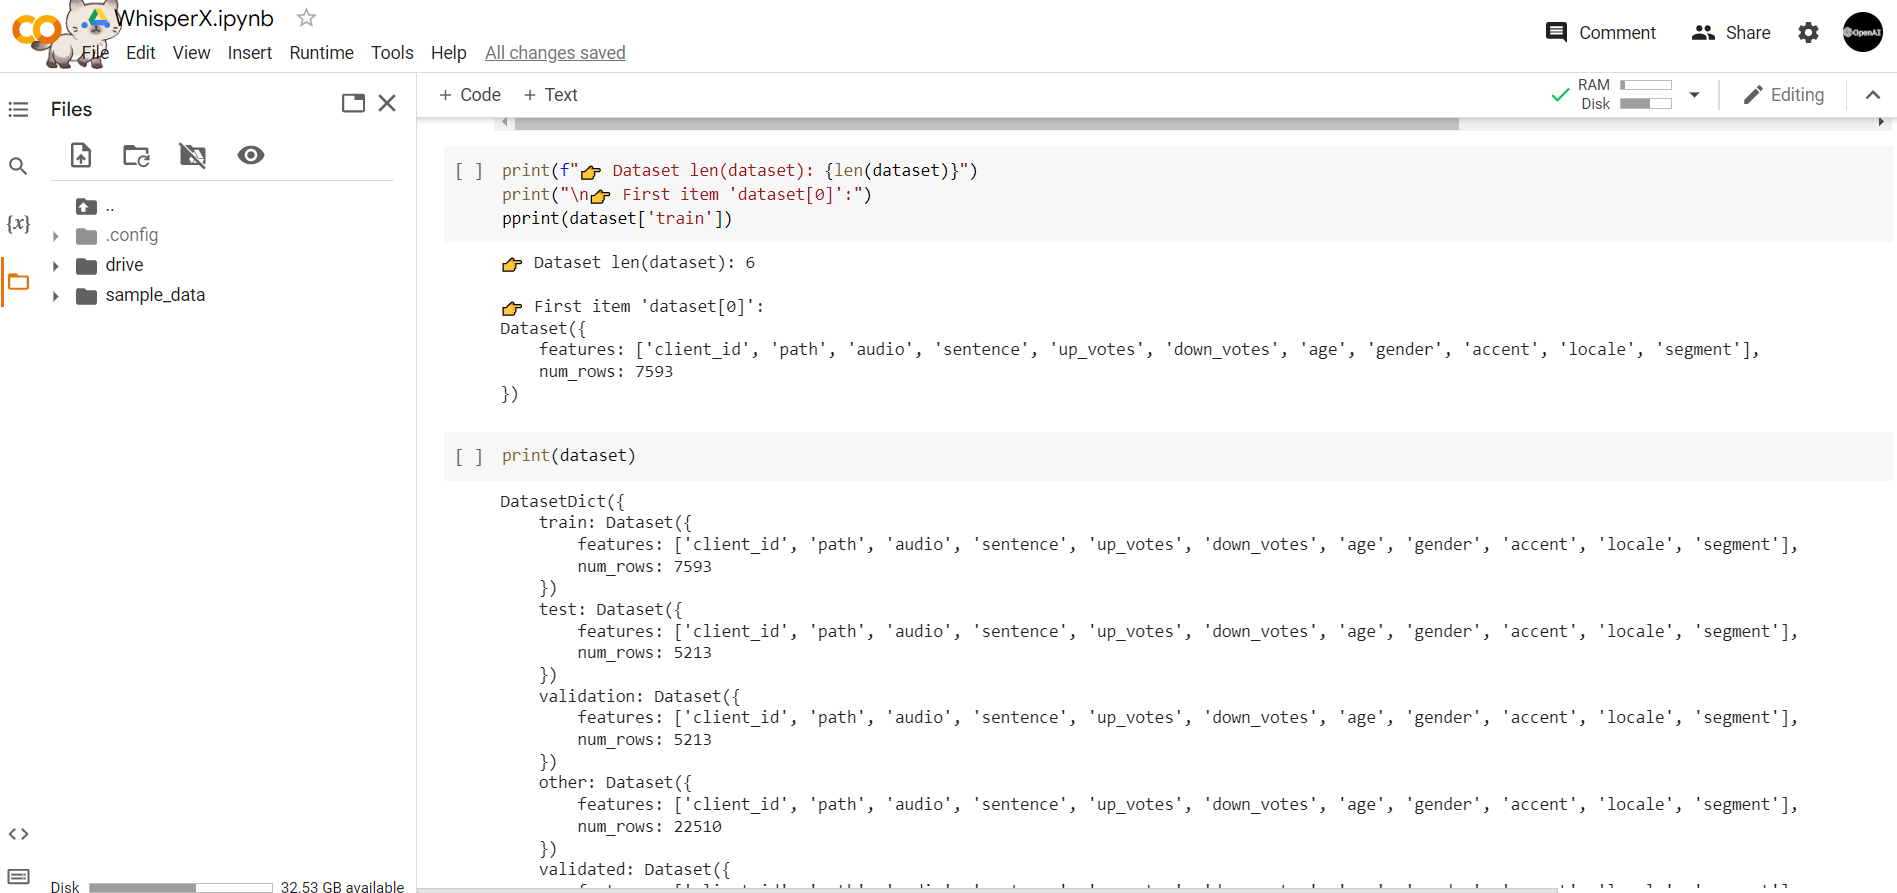 WhisperX.ipynb
File Edit View Insert Runtime Tools Help All changes saved
Comment Share
OpenAI
Files
+ Code + Text
RAM
Disk
Editing
{x}
..
.config
drive
sample_data
[ ] print(f"👉 Dataset len(dataset): {len(dataset)}")
print("\n👉 First item 'dataset[0]':")
pprint(dataset['train'])
👉 Dataset len(dataset): 6
👉 First item 'dataset[0]':
Dataset({
    features: ['client_id', 'path', 'audio', 'sentence', 'up_votes', 'down_votes', 'age', 'gender', 'accent', 'locale', 'segment'],
    num_rows: 7593
})
[ ] print(dataset)
DatasetDict({
    train: Dataset({
        features: ['client_id', 'path', 'audio', 'sentence', 'up_votes', 'down_votes', 'age', 'gender', 'accent', 'locale', 'segment'],
        num_rows: 7593
    })
    test: Dataset({
        features: ['client_id', 'path', 'audio', 'sentence', 'up_votes', 'down_votes', 'age', 'gender', 'accent', 'locale', 'segment'],
        num_rows: 5213
    })
    validation: Dataset({
        features: ['client_id', 'path', 'audio', 'sentence', 'up_votes', 'down_votes', 'age', 'gender', 'accent', 'locale', 'segment'],
        num_rows: 5213
    })
    other: Dataset({
        features: ['client_id', 'path', 'audio', 'sentence', 'up_votes', 'down_votes', 'age', 'gender', 'accent', 'locale', 'segment'],
        num_rows: 22510
    })
    validated: Dataset({
Disk 32.53 GB available